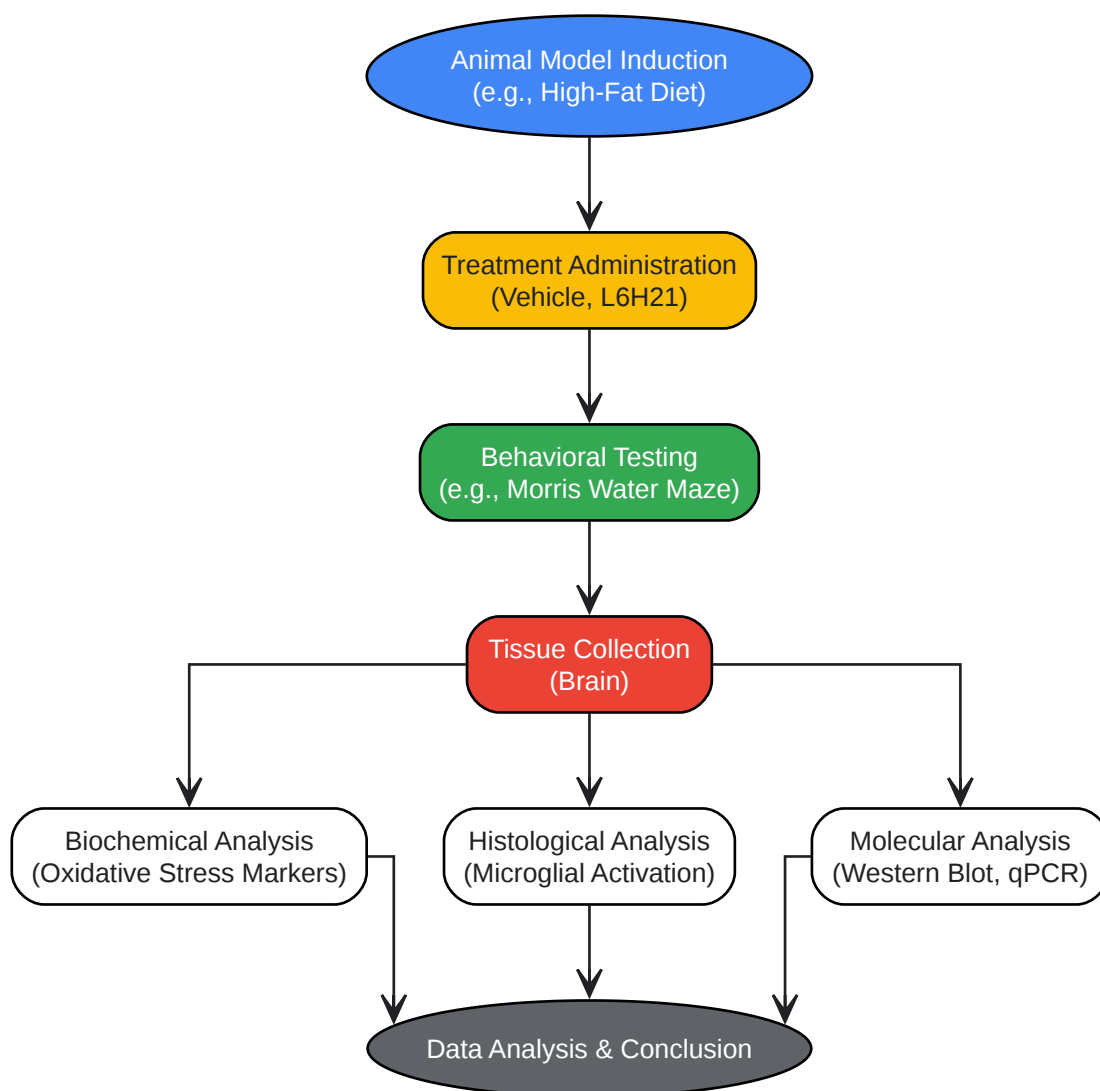 Animal Model Induction
(e.g., High-Fat Diet)
Treatment Administration
(Vehicle, L6H21)
Behavioral Testing
(e.g., Morris Water Maze)
Tissue Collection
(Brain)
Biochemical Analysis
(Oxidative Stress Markers)
Histological Analysis
(Microglial Activation)
Molecular Analysis
(Western Blot, qPCR)
Data Analysis & Conclusion